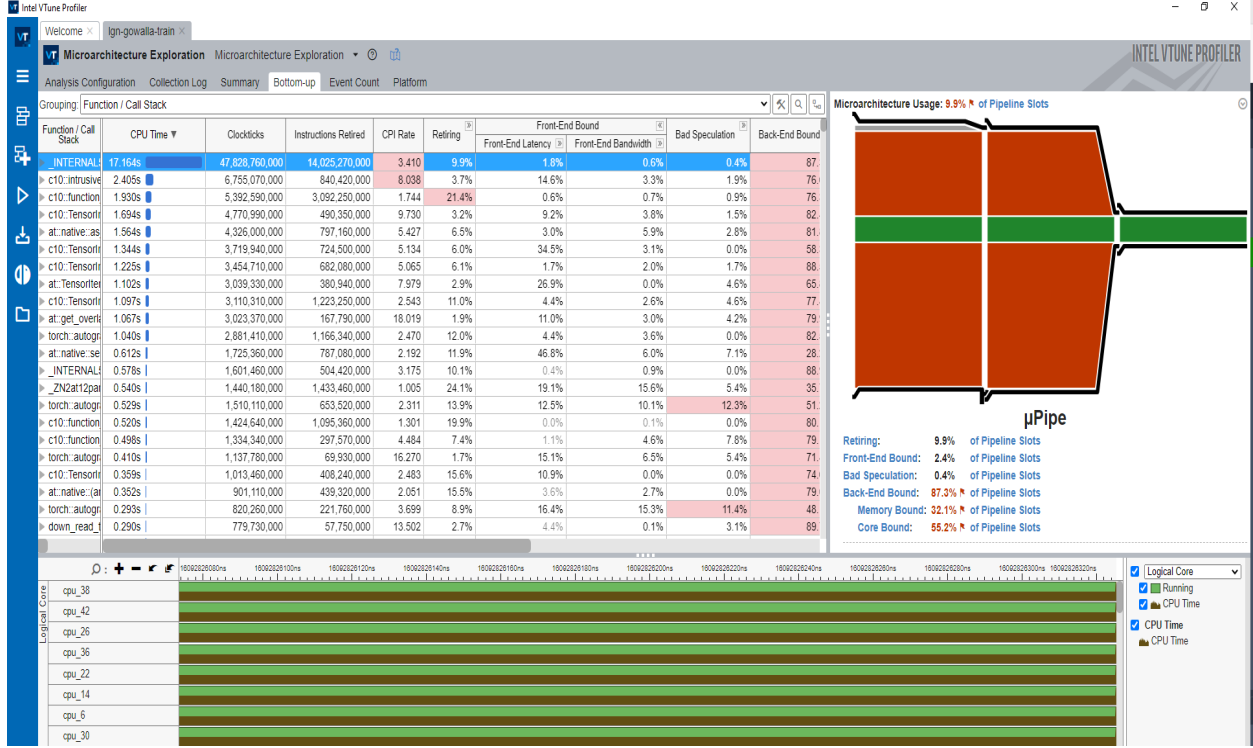 Intel VTune Profiler
Welcome
lgn-gowalla-train
Microarchitecture Exploration Microarchitecture Exploration
INTEL VTUNE PROFILER
Analysis Configuration Collection Log Summary Bottom-up Event Count Platform
Grouping: Function / Call Stack
Function / Call Stack CPU Time Clockticks Instructions Retired CPI Rate Retiring Front-End Bound Bad Speculation Back-End Bound
Front-End Latency Front-End Bandwidth
_INTERNAL 17.164s 47,828,760,000 14,025,270,000 3.410 9.9% 1.8% 0.6% 0.4% 87.
c10::intrusive 2.405s 6,755,070,000 840,420,000 8.038 3.7% 14.6% 3.3% 1.9% 76.
c10::function 1.930s 5,392,590,000 3,092,250,000 1.744 21.4% 0.6% 0.7% 0.9% 76.
c10::TensorI 1.694s 4,770,990,000 490,350,000 9.730 3.2% 9.2% 3.8% 1.5% 82.
at::native::as 1.564s 4,326,000,000 797,160,000 5.427 6.5% 3.0% 5.9% 2.8% 81.
c10::TensorI 1.344s 3,719,940,000 724,500,000 5.134 6.0% 34.5% 3.1% 0.0% 58.
c10::TensorI 1.225s 3,454,710,000 682,080,000 5.065 6.1% 1.7% 2.0% 1.7% 88.
at::TensorIter 1.102s 3,039,330,000 380,940,000 7.979 2.9% 26.9% 0.0% 4.6% 65.
c10::TensorI 1.097s 3,110,310,000 1,223,250,000 2.543 11.0% 4.4% 2.6% 4.6% 77.
at::get_overl 1.067s 3,023,370,000 167,790,000 18.019 1.9% 11.0% 3.0% 4.2% 79.
torch::autogr 1.040s 2,881,410,000 1,166,340,000 2.470 12.0% 4.4% 3.6% 0.0% 82.
at::native::se 0.612s 1,725,360,000 787,080,000 2.192 11.9% 46.8% 6.0% 7.1% 28.
_INTERNAL 0.578s 1,601,460,000 504,420,000 3.175 10.1% 0.4% 0.9% 0.0% 88.
_ZN2at12par 0.540s 1,440,180,000 1,433,460,000 1.005 24.1% 19.1% 15.6% 5.4% 35.
torch::autogr 0.529s 1,510,110,000 653,520,000 2.311 13.9% 12.5% 10.1% 12.3% 51.
c10::function 0.520s 1,424,640,000 1,095,360,000 1.301 19.9% 0.0% 0.1% 0.0% 80.
c10::function 0.498s 1,334,340,000 297,570,000 4.484 7.4% 1.1% 4.6% 7.8% 79.
torch::autogr 0.410s 1,137,780,000 69,930,000 16.270 1.7% 15.1% 6.5% 5.4% 71.
c10::TensorI 0.359s 1,013,460,000 408,240,000 2.483 15.6% 10.9% 0.0% 0.0% 74.
at::native::(ar 0.352s 901,110,000 439,320,000 2.051 15.5% 3.6% 2.7% 0.0% 79.
torch::autogr 0.293s 820,260,000 221,760,000 3.699 8.9% 16.4% 15.3% 11.4% 48.
down_read_t 0.290s 779,730,000 57,750,000 13.502 2.7% 4.4% 0.1% 3.1% 89.
Microarchitecture Usage: 9.9% of Pipeline Slots
µPipe
Retiring: 9.9% of Pipeline Slots
Front-End Bound: 2.4% of Pipeline Slots
Bad Speculation: 0.4% of Pipeline Slots
Back-End Bound: 87.3% of Pipeline Slots
Memory Bound: 32.1% of Pipeline Slots
Core Bound: 55.2% of Pipeline Slots
16092826080ns 16092826100ns 16092826120ns 16092826140ns 16092826160ns 16092826180ns 16092826200ns 16092826220ns 16092826240ns 16092826260ns 16092826280ns 16092826300ns 16092826320ns
Logical Core
cpu_38
cpu_42
cpu_26
cpu_36
cpu_22
cpu_14
cpu_6
cpu_30
Logical Core
Running
CPU Time
CPU Time
CPU Time